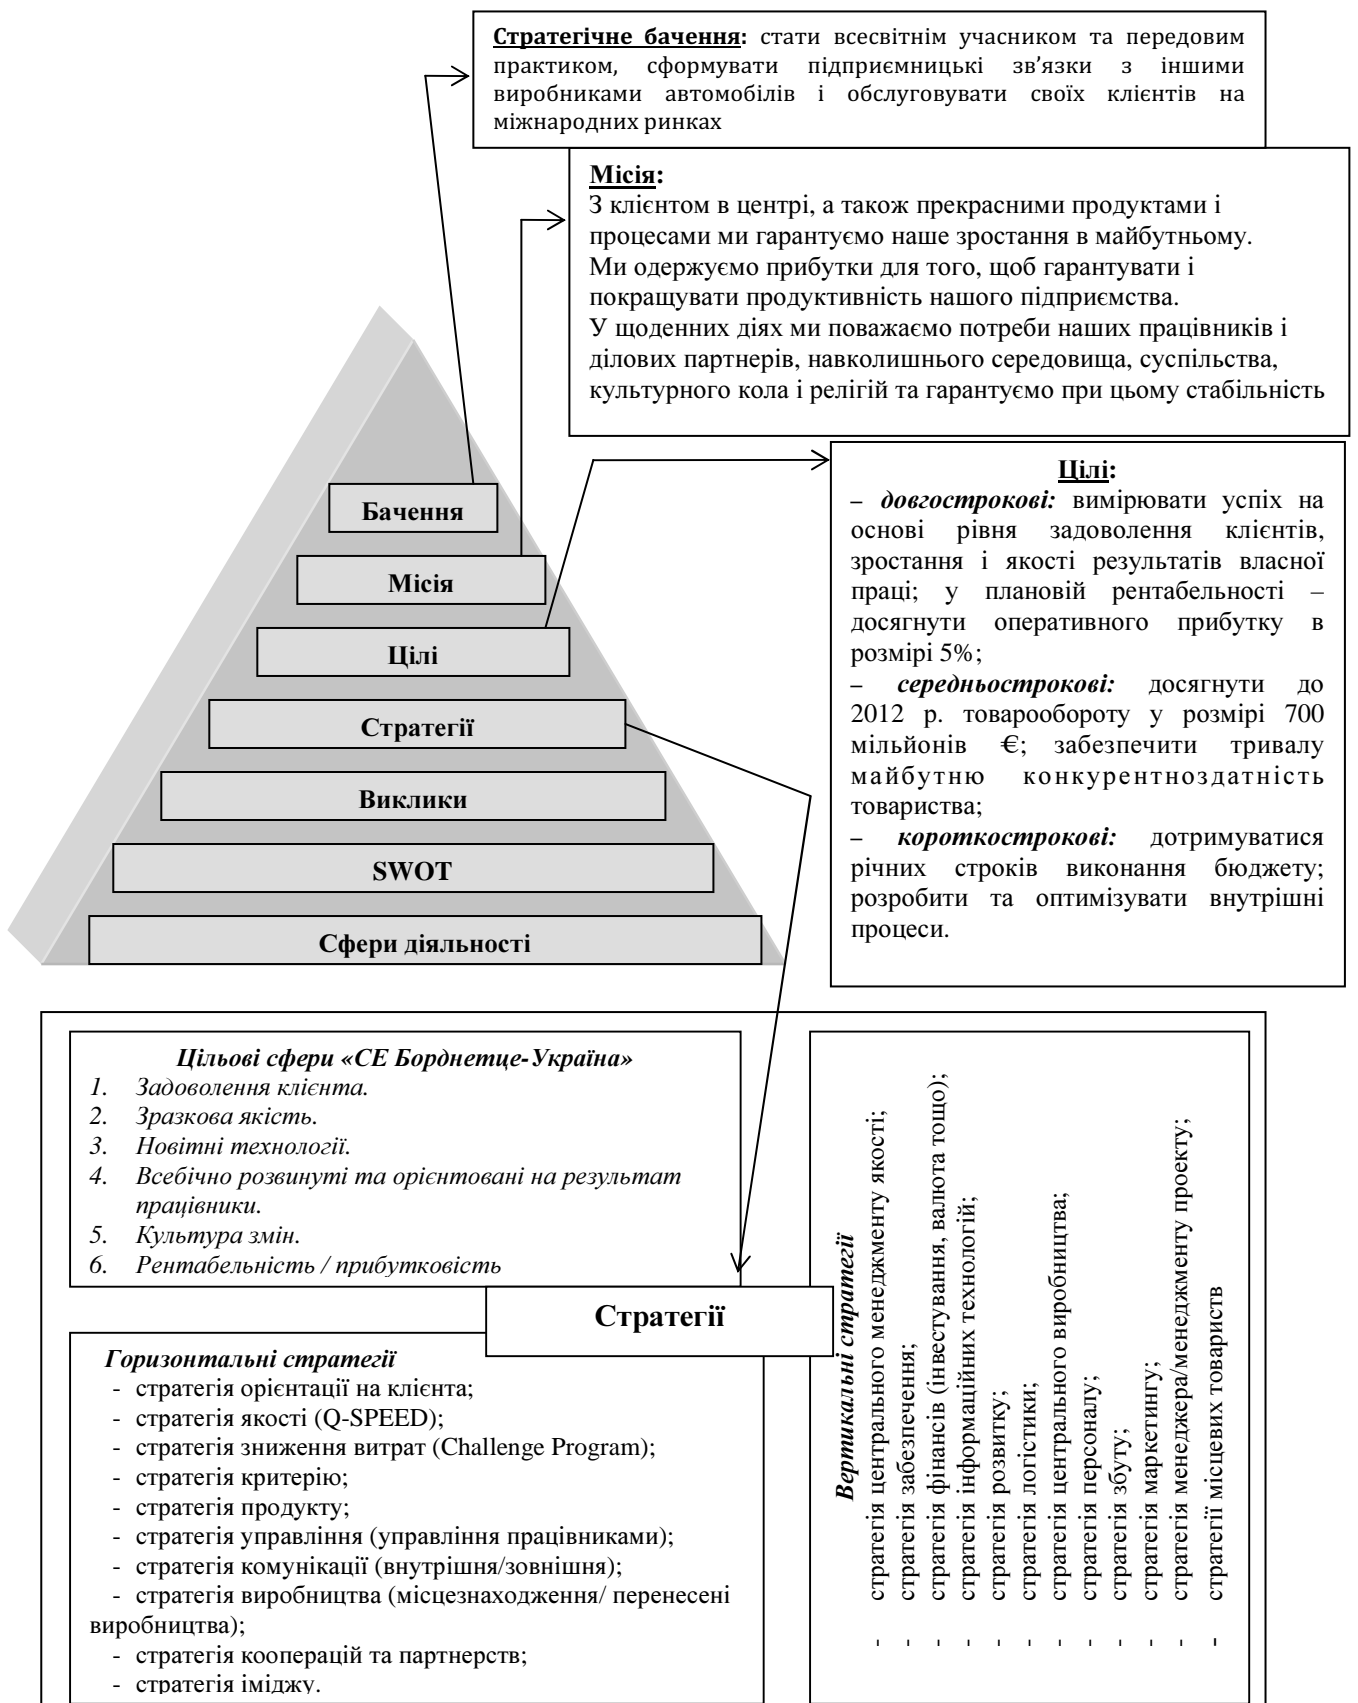 Стратегічне бачення: стати всесвітнім учасником та передовим
практиком, сформувати підприємницькі зв'язки з іншими
виробниками автомобілів і обслуговувати своїх клієнтів на
міжнародних ринках
Місія:
З клієнтом в центрі, а також прекрасними продуктами і
процесами ми гарантуємо наше зростання в майбутньому.
Ми одержуємо прибутки для того, щоб гарантувати і
покращувати продуктивність нашого підприємства.
У щоденних діях ми поважаємо потреби наших працівників і
ділових партнерів, навколишнього середовища, суспільства,
культурного кола і релігій та гарантуємо при цьому стабільність
Цілі:
– довгострокові: вимірювати успіх на
основі рівня задоволення клієнтів,
зростання і якості результатів власної
праці; у плановій рентабельності –
досягнути оперативного прибутку в
розмірі 5%;
– середньострокові: досягнути до
2012 р. товарообороту у розмірі 700
мільйонів €; забезпечити тривалу
майбутню конкурентноздатність
товариства;
– короткострокові: дотримуватися
річних строків виконання бюджету;
розробити та оптимізувати внутрішні
процеси.
Бачення
Місія
Цілі
Стратегії
Виклики
SWOT
Сфери діяльності
Цільові сфери «СЕ Борднетце-Україна»
1. Задоволення клієнта.
2. Зразкова якість.
3. Новітні технології.
4. Всебічно розвинуті та орієнтовані на результат
працівники.
5. Культура змін.
6. Рентабельність / прибутковість
Стратегії
Горизонтальні стратегії
- стратегія орієнтації на клієнта;
- стратегія якості (Q-SPEED);
- стратегія зниження витрат (Challenge Program);
- стратегія критерію;
- стратегія продукту;
- стратегія управління (управління працівниками);
- стратегія комунікації (внутрішня/зовнішня);
- стратегія виробництва (місцезнаходження/ перенесені
виробництва);
- стратегія кооперацій та партнерств;
- стратегія іміджу.
Вертикальні стратегії
- стратегія центрального менеджменту якості;
- стратегія забезпечення;
- стратегія фінансів (інвестування, валюта тощо);
- стратегія інформаційних технологій;
- стратегія розвитку;
- стратегія логістики;
- стратегія центрального виробництва;
- стратегія персоналу;
- стратегія збуту;
- стратегія маркетингу;
- стратегія менеджера/менеджменту проекту;
- стратегії місцевих товариств